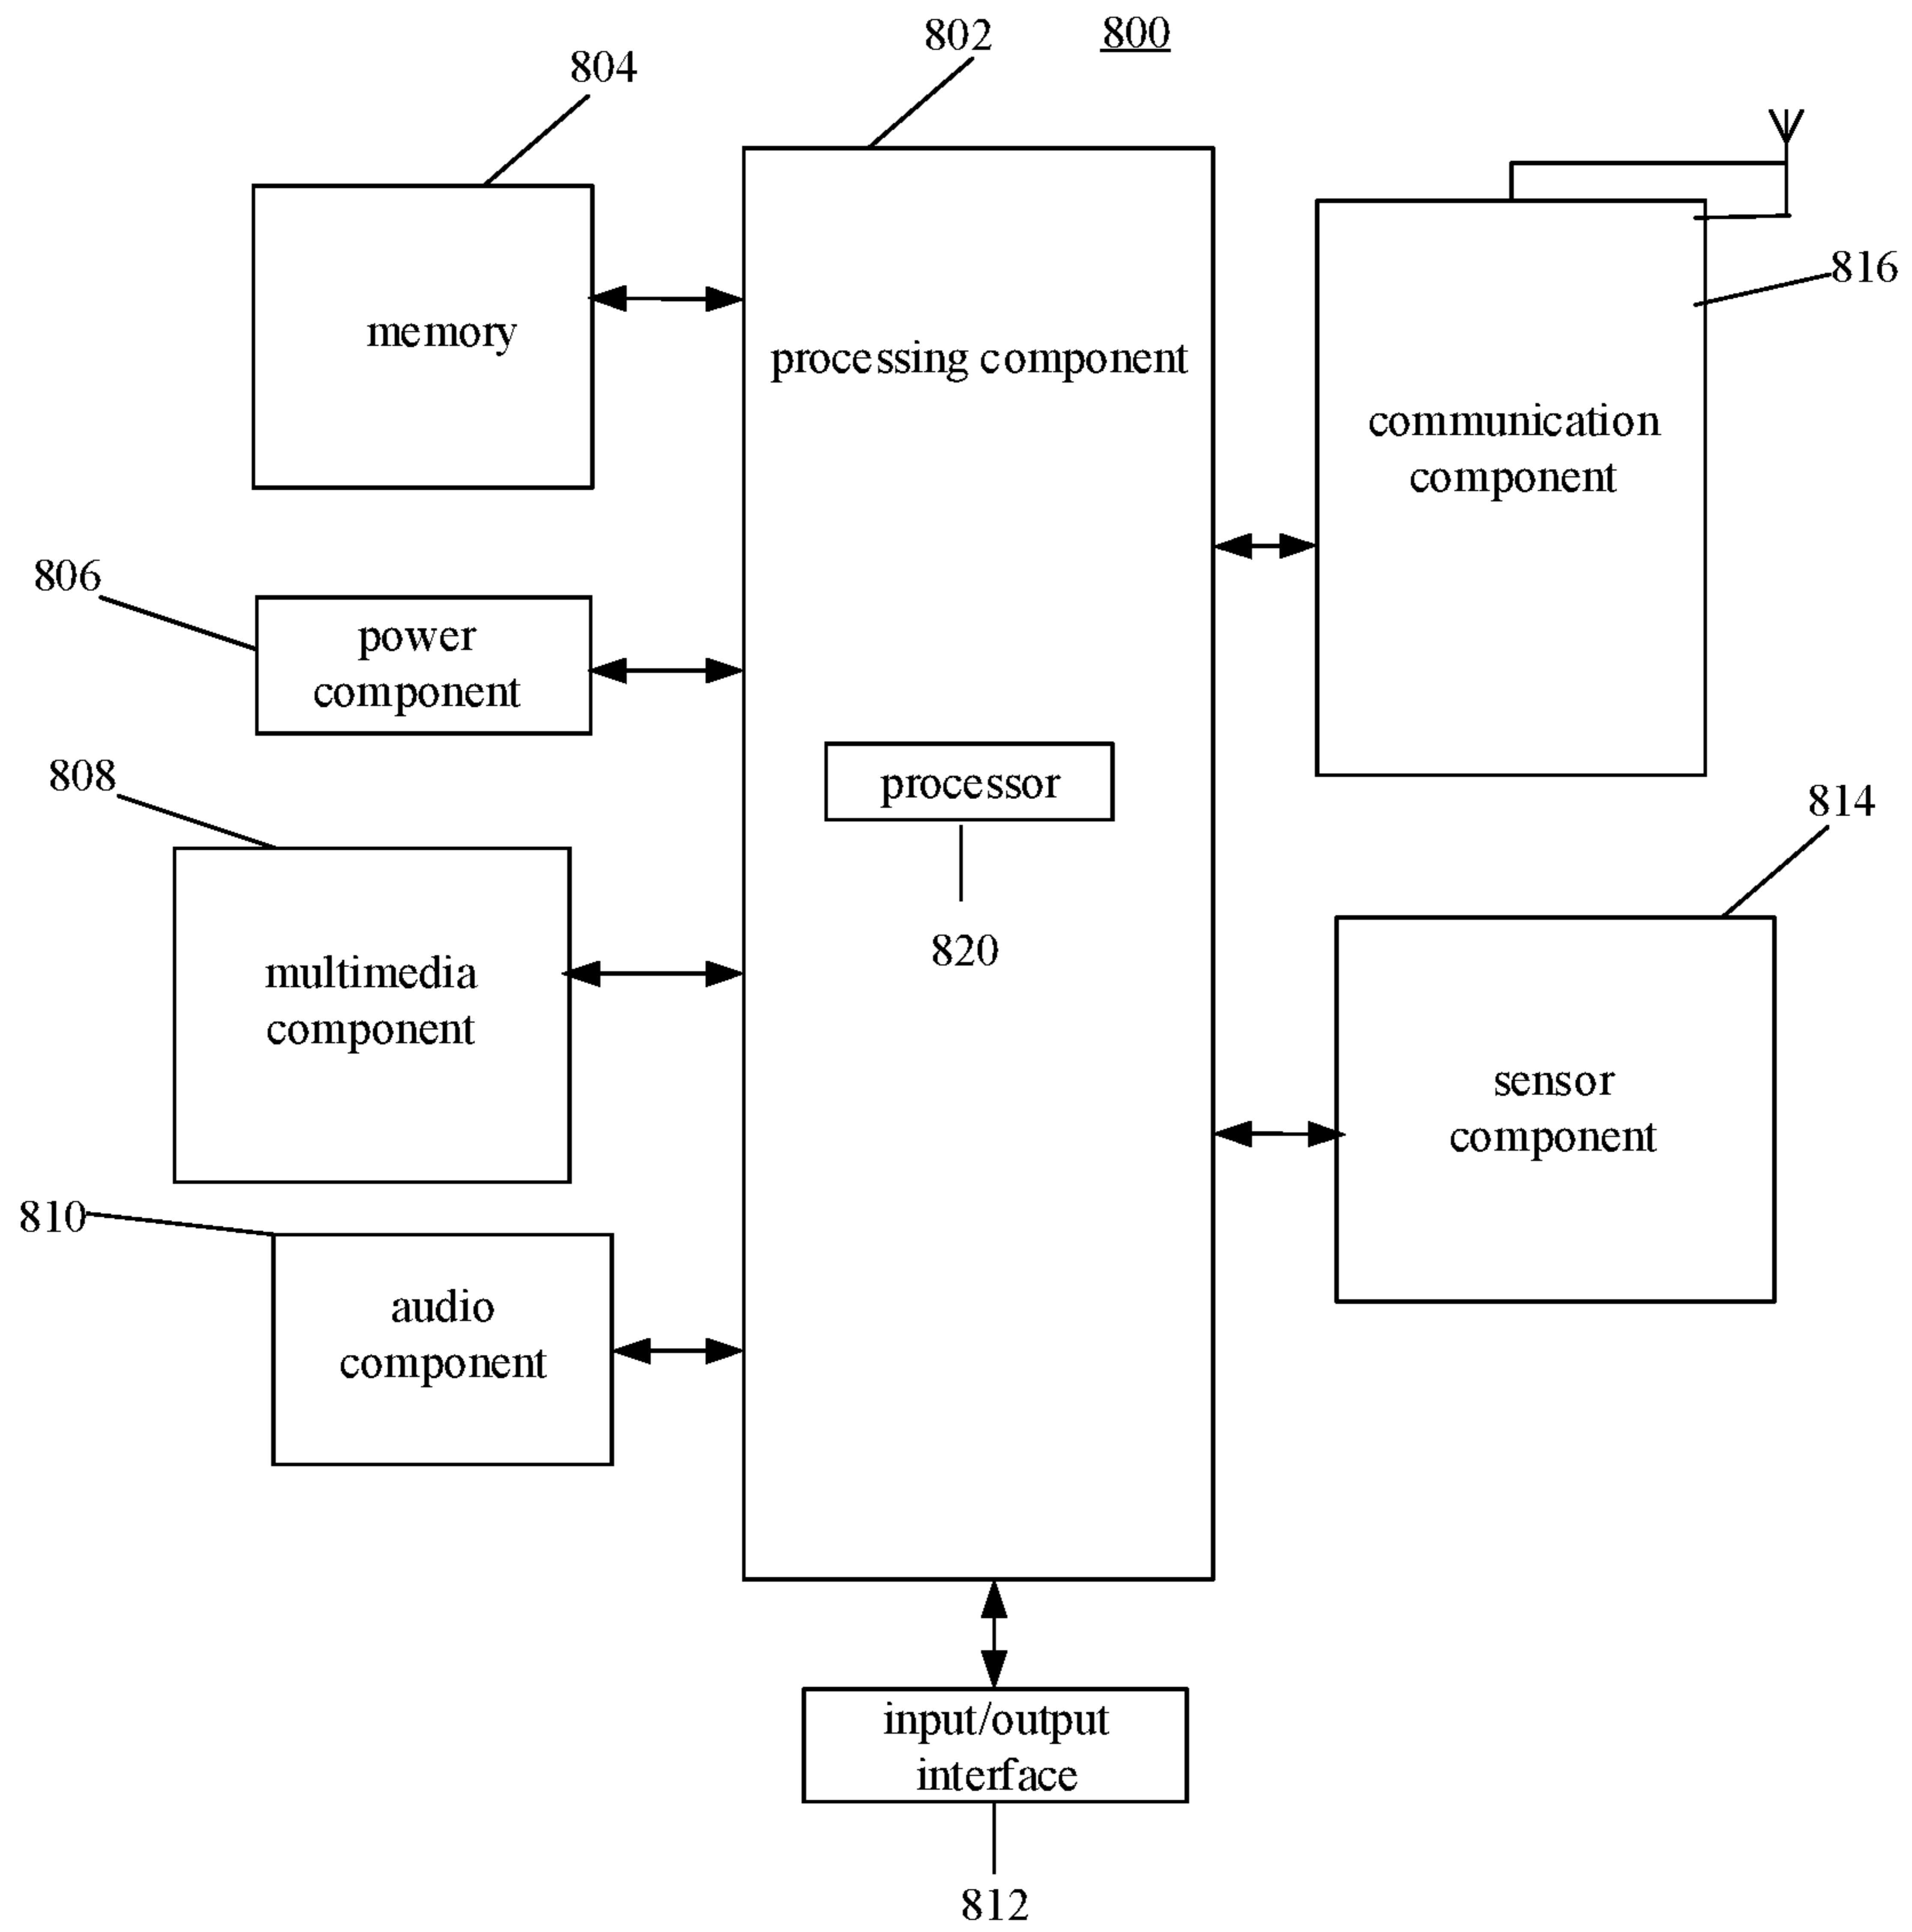 802
800
804
816
memory
processing component
communication
component
806
power
component
808
processor
814
820
multimedia
component
sensor
component
810
audio
component
input/output
interface
812